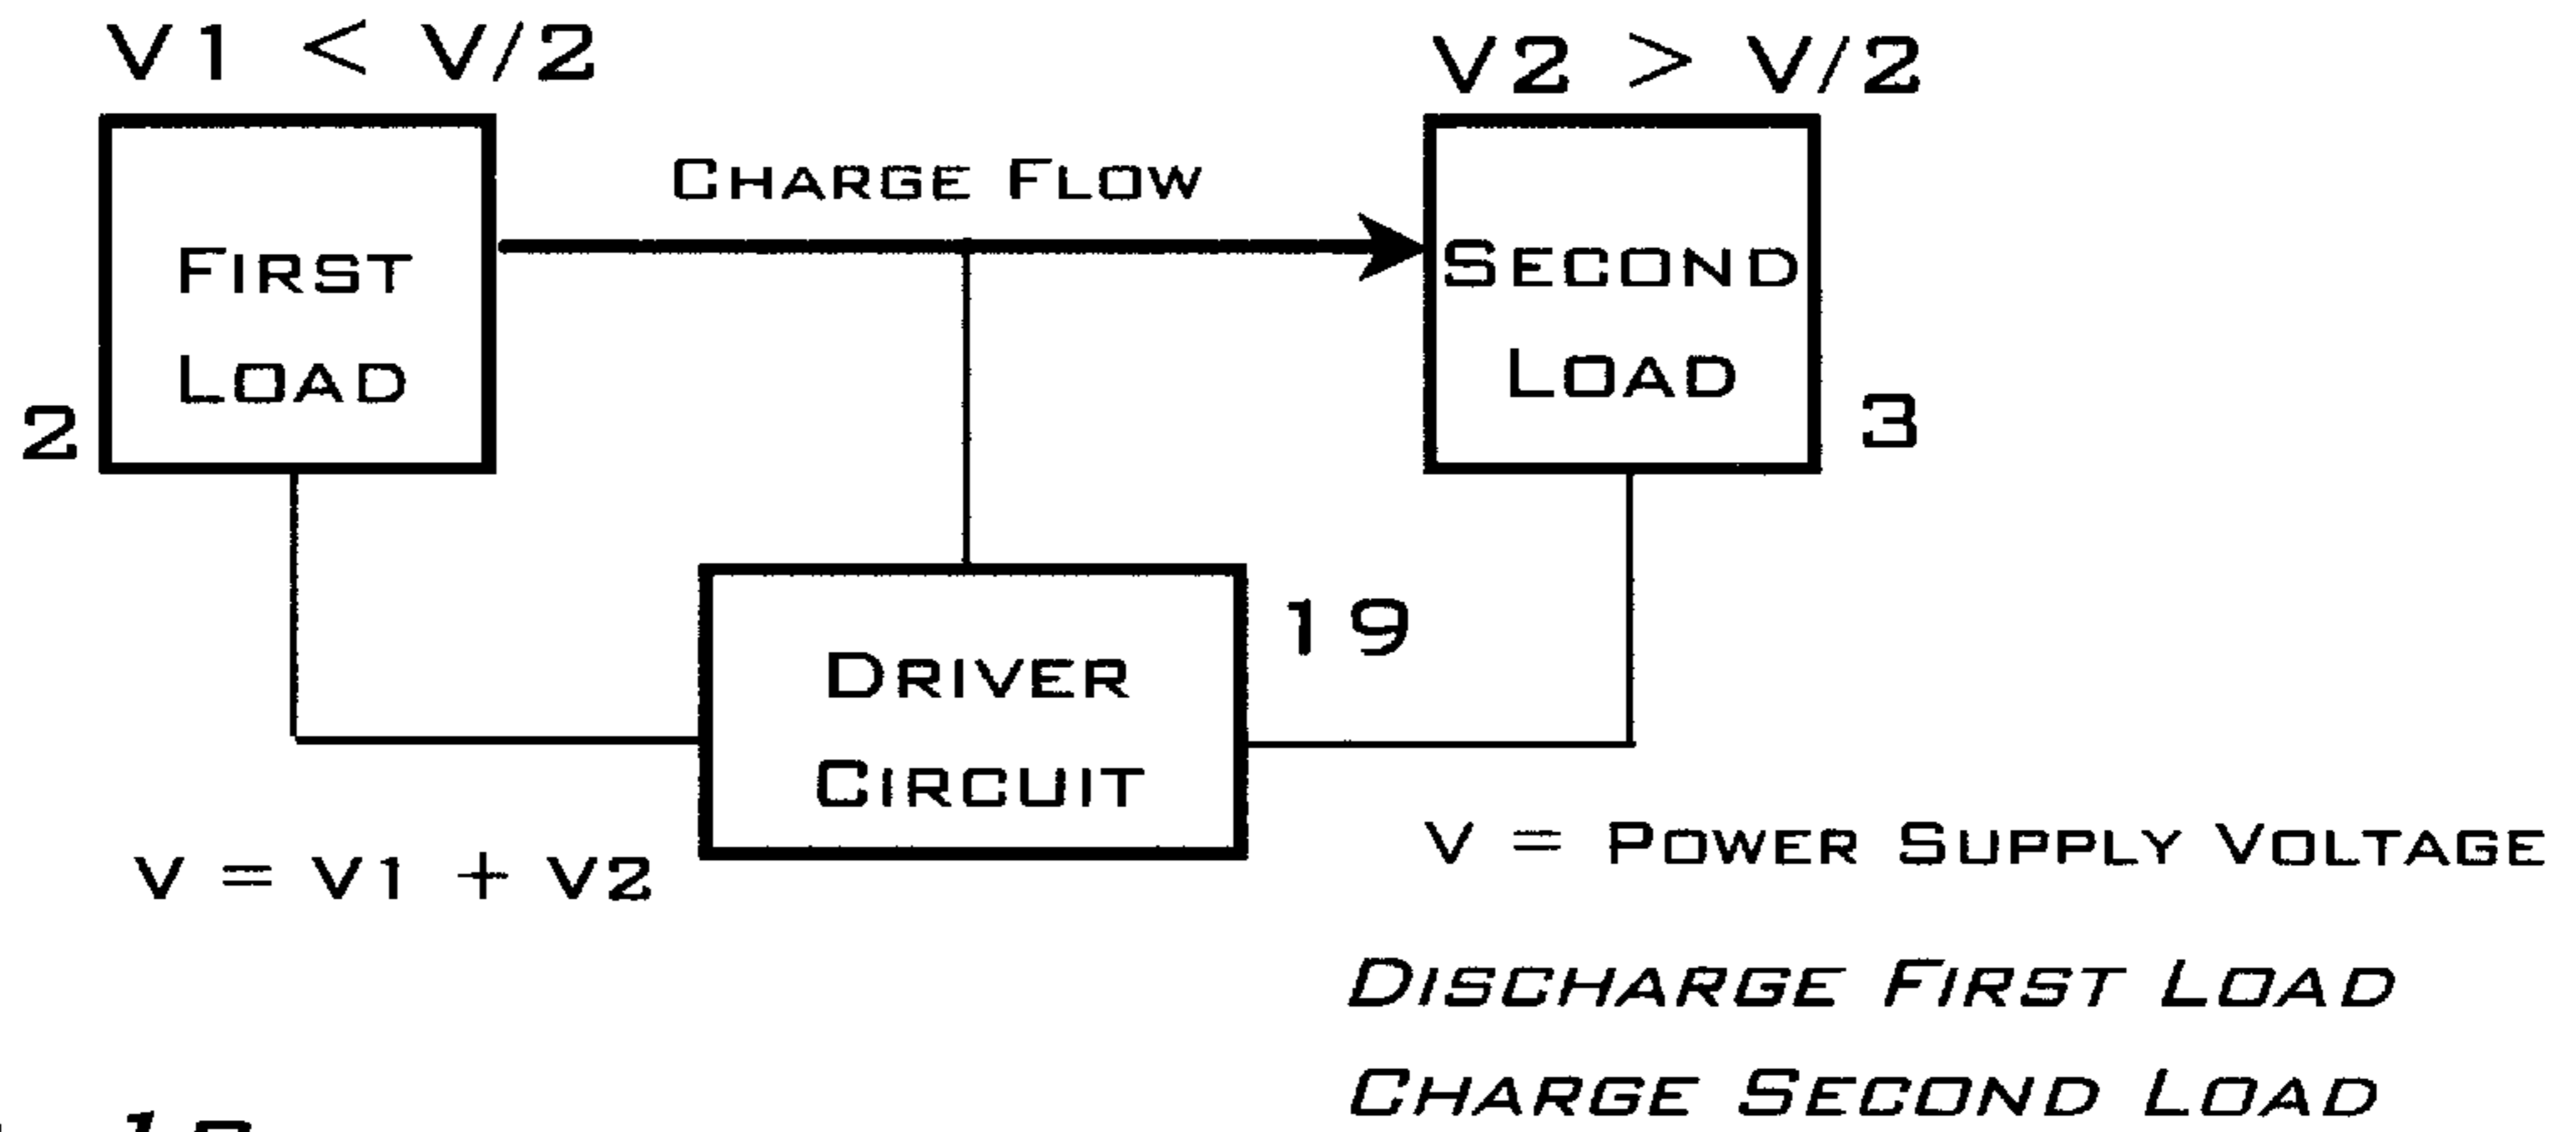 V1 < V/2
V2 > V/2
CHARGE FLOW
FIRST
LOAD
SECOND
LOAD
2
3
19
DRIVER
CIRCUIT
V = V1 + V2
V = POWER SUPPLY VOLTAGE
DISCHARGE FIRST LOAD
CHARGE SECOND LOAD